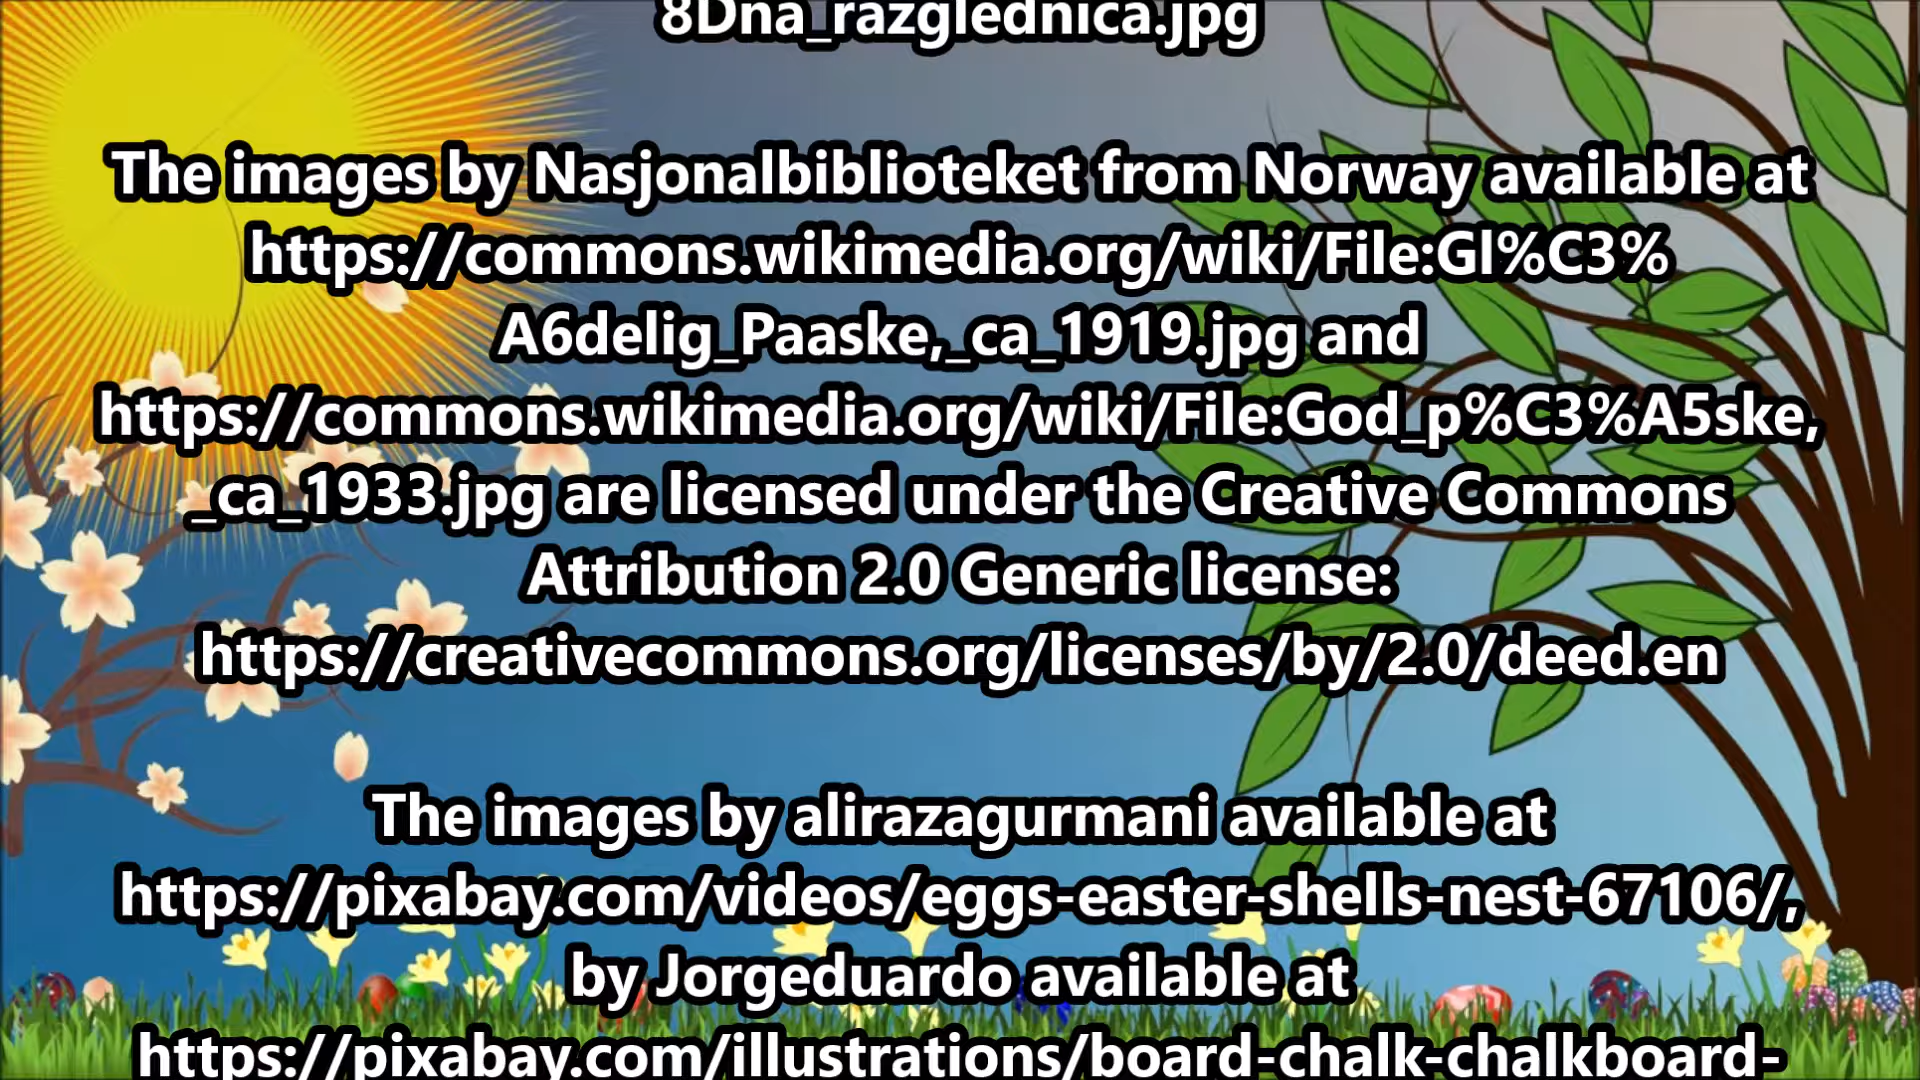 8Dna_razglednica.jpg
The images by Nasjonalbiblioteket from Norway available at
https://commons.wikimedia.org/wiki/File:Gl%C3%
A6delig_Paaske,_ca_1919.jpg and
https://commons.wikimedia.org/wiki/File:God_p%C3%A5ske,
_ca_1933.jpg are licensed under the Creative Commons
Attribution 2.0 Generic license:
https://creativecommons.org/licenses/by/2.0/deed.en
The images by alirazagurmani available at
https://pixabay.com/videos/eggs-easter-shells-nest-67106/,
by Jorgeduardo available at
https://pixabay.com/illustrations/board-chalk-chalkboard-